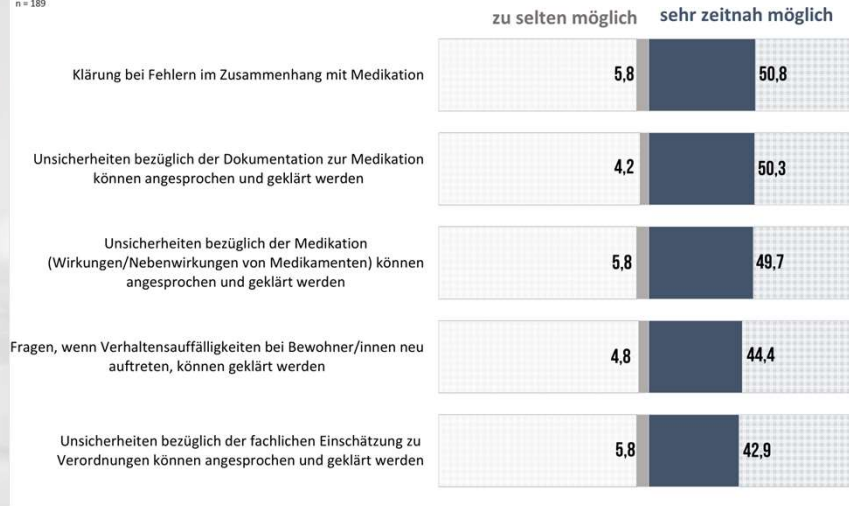 n = 189
zu selten möglich sehr zeitnah möglich
Klärung bei Fehlern im Zusammenhang mit Medikation 5,8 50,8
Unsicherheiten bezüglich der Dokumentation zur Medikation
können angesprochen und geklärt werden 4,2 50,3
Unsicherheiten bezüglich der Medikation
(Wirkungen/Nebenwirkungen von Medikamenten) können 5,8 49,7
angesprochen und geklärt werden
Fragen, wenn Verhaltensauffälligkeiten bei Bewohner/innen neu
auftreten, können geklärt werden 4,8 44,4
Unsicherheiten bezüglich der fachlichen Einschätzung zu
Verordnungen können angesprochen und geklärt werden 5,8 42,9